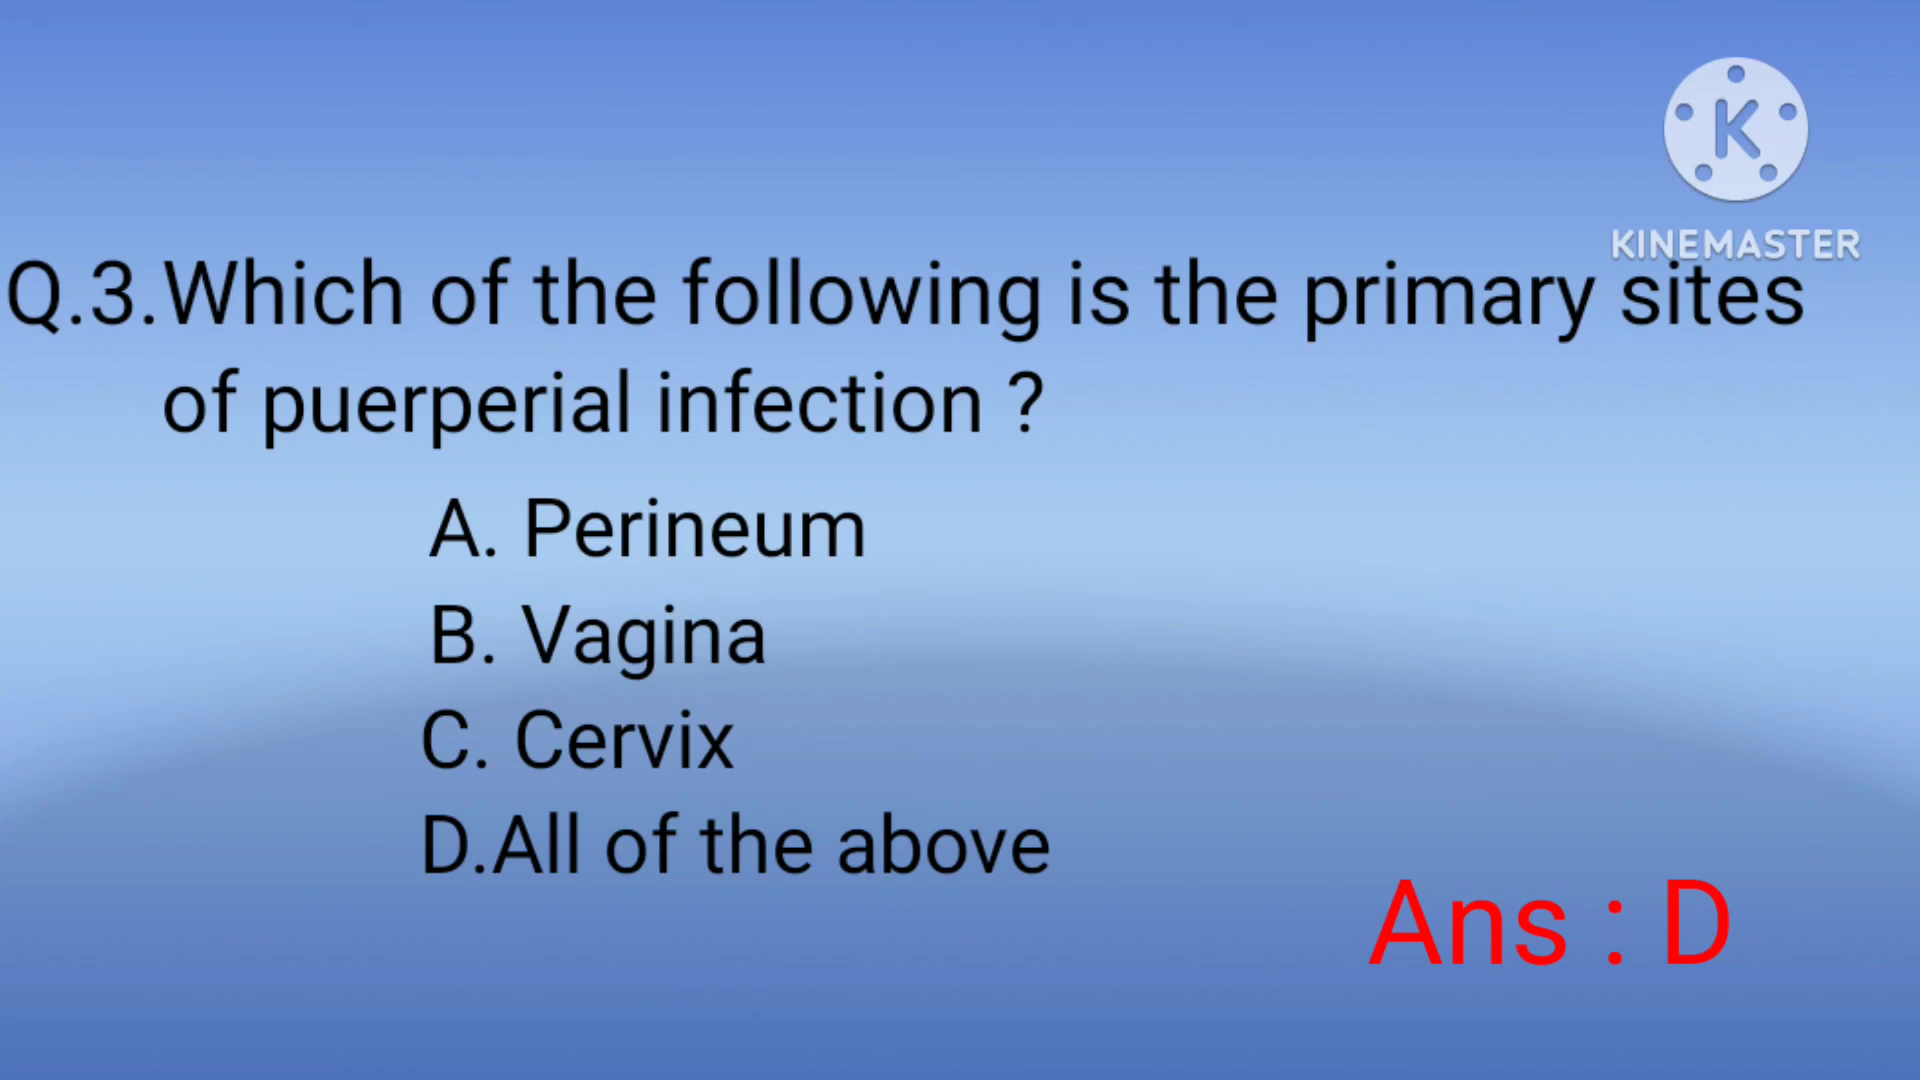 K
KINEMASTER
Q.3.Which of the following is the primary sites
of puerperial infection ?
A. Perineum
B. Vagina
C. Cervix
D.All of the above
Ans : D